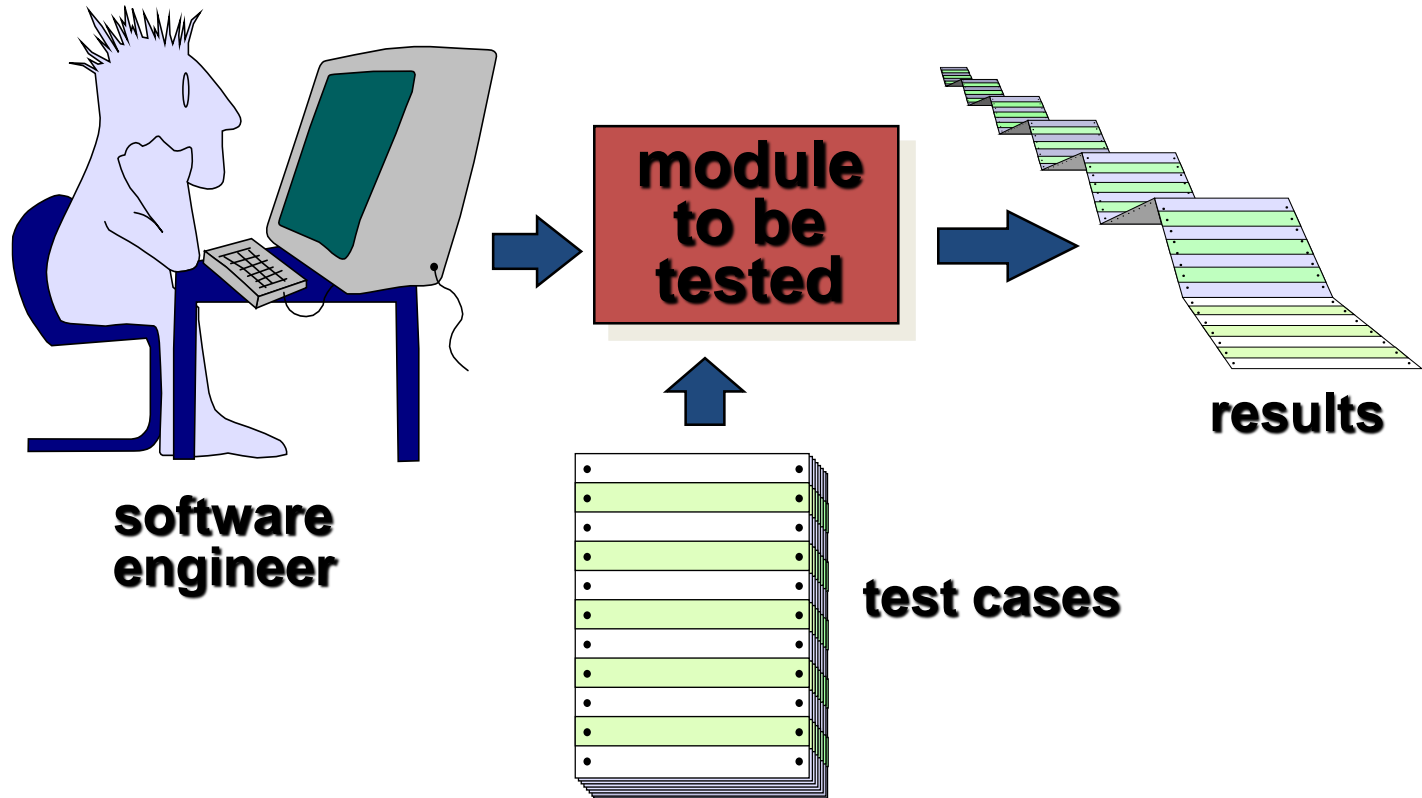 module
to be
tested
results
software
engineer
test cases